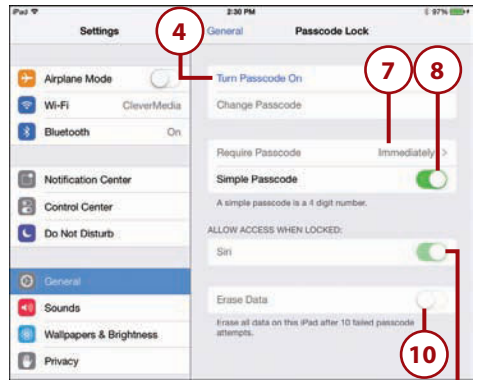 iPad 2:30 PM 97%
Settings General Passcode Lock
4
7 8
Airplane Mode
Wi-Fi CleverMedia
Bluetooth On
Notification Center
Control Center
Do Not Disturb
General
Sounds
Wallpapers & Brightness
Privacy
Turn Passcode On
Change Passcode
Require Passcode Immediately >
Simple Passcode
A simple passcode is a 4 digit number.
ALLOW ACCESS WHEN LOCKED:
Siri
Erase Data
Erase all data on this iPad after 10 failed passcode
attempts.
10